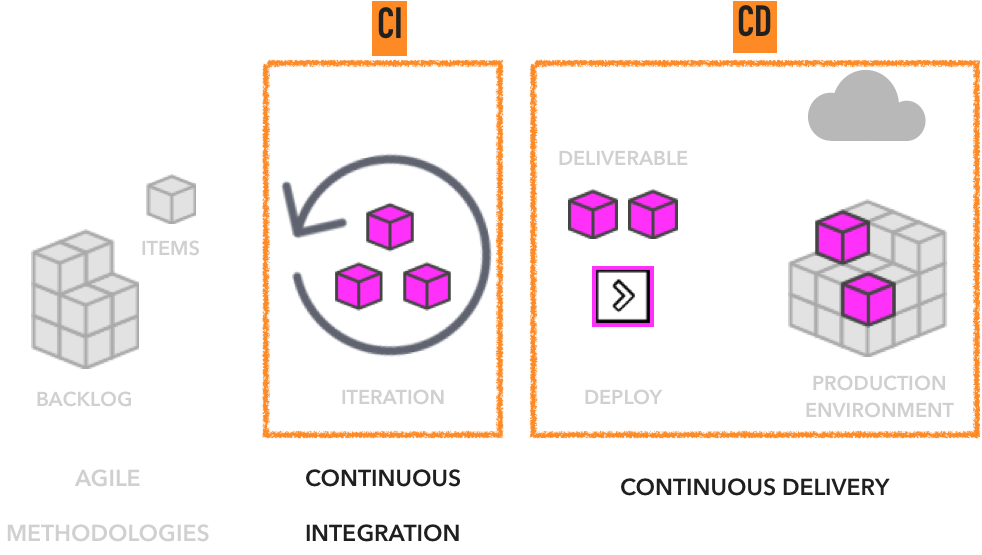 CI
CD
DELIVERABLE
ITEMS
BACKLOG
ITERATION
DEPLOY
PRODUCTION
ENVIRONMENT
AGILE
METHODOLOGIES
CONTINUOUS
INTEGRATION
CONTINUOUS DELIVERY